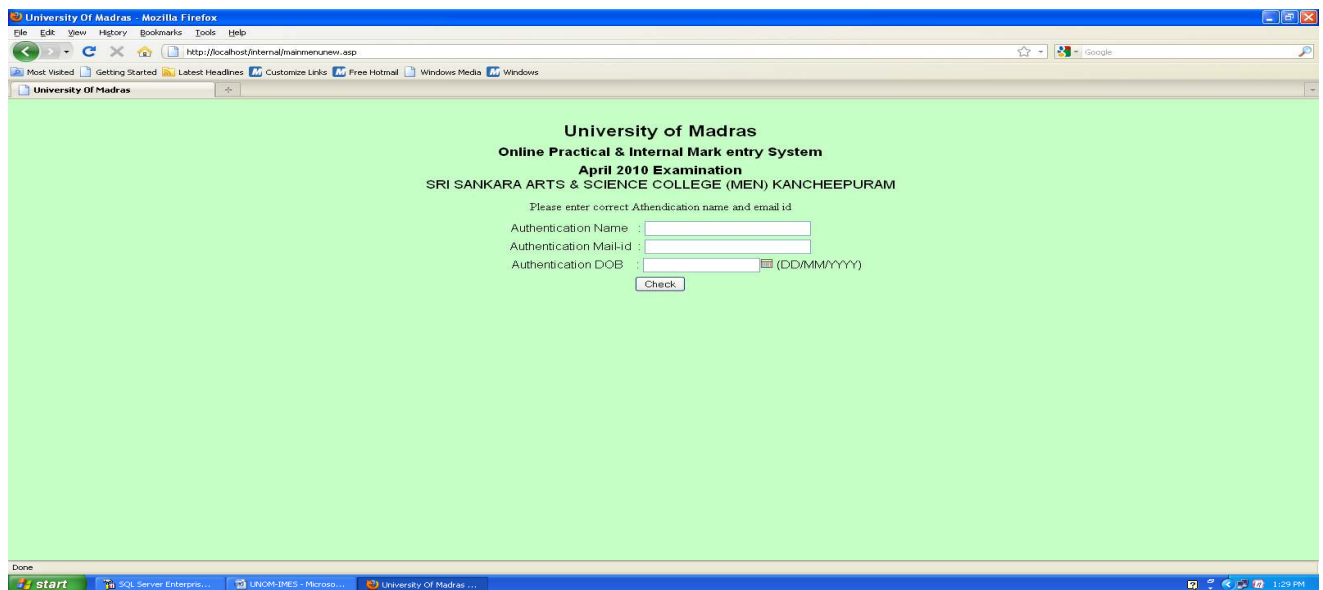 University Of Madras - Mozilla Firefox
File Edit View History Bookmarks Tools Help
http://localhost/internal/mainmenunew.asp
Google
Most Visited Getting Started Latest Headlines Customize Links Free Hotmail Windows Media Windows
University Of Madras
University of Madras
Online Practical & Internal Mark entry System
April 2010 Examination
SRI SANKARA ARTS & SCIENCE COLLEGE (MEN) KANCHEEPURAM
Please enter correct Athendication name and email id
Authentication Name :
Authentication Mail-id :
Authentication DOB : (DD/MM/YYYY)
Check
Done
start SQL Server Enterpris... UNOM-IMES - Microso... University Of Madras ... 1:29 PM